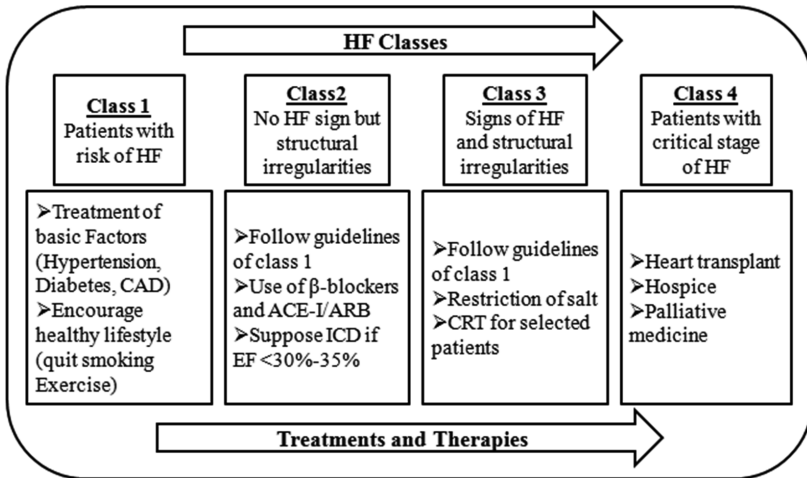 HF Classes
Class 1
Patients with
risk of HF
Class2
No HF sign but
structural
irregularities
Class 3
Signs of HF
and structural
irregularities
Class 4
Patients with
critical stage
of HF
➢Treatment of
basic Factors
(Hypertension,
Diabetes, CAD)
➢Encourage
healthy lifestyle
(quit smoking
Exercise)
➢Follow guidelines
of class 1
➢Use of β-blockers
and ACE-I/ARB
➢Suppose ICD if
EF <30%-35%
➢Follow guidelines
of class 1
➢Restriction of salt
➢CRT for selected
patients
➢Heart transplant
➢Hospice
➢Palliative
medicine
Treatments and Therapies